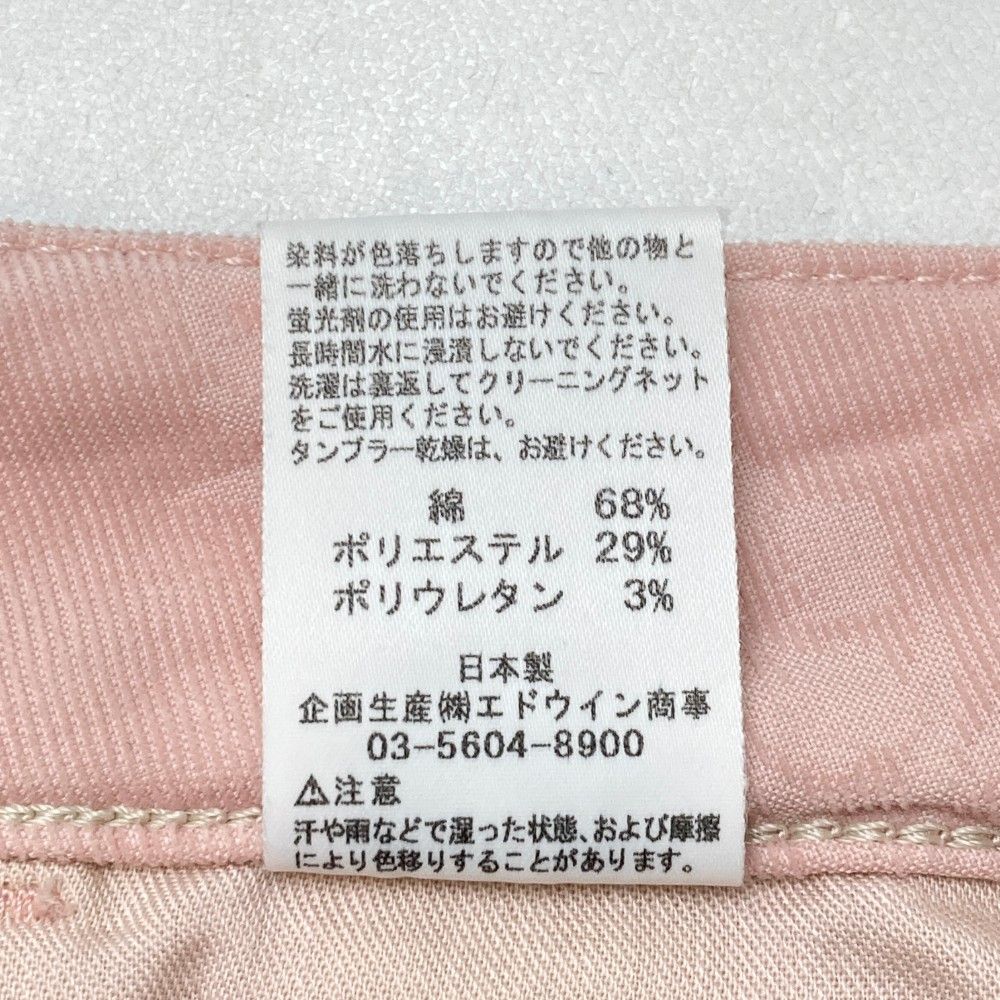 染料が色落ちしますので他の物と
一緒に洗わないでください。
蛍光剤の使用はお避けください。
長時間水に浸漬しないでください。
洗濯は裏返してクリーニングネット
をご使用ください。
タンブラー乾燥は、お避けください。
綿 68%
ポリエステル 29%
ポリウレタン 3%
日本製
企画生産㈱エドウイン商事
03-5604-8900
⚠注意
汗や雨などで湿った状態、および摩擦
により色移りすることがあります。